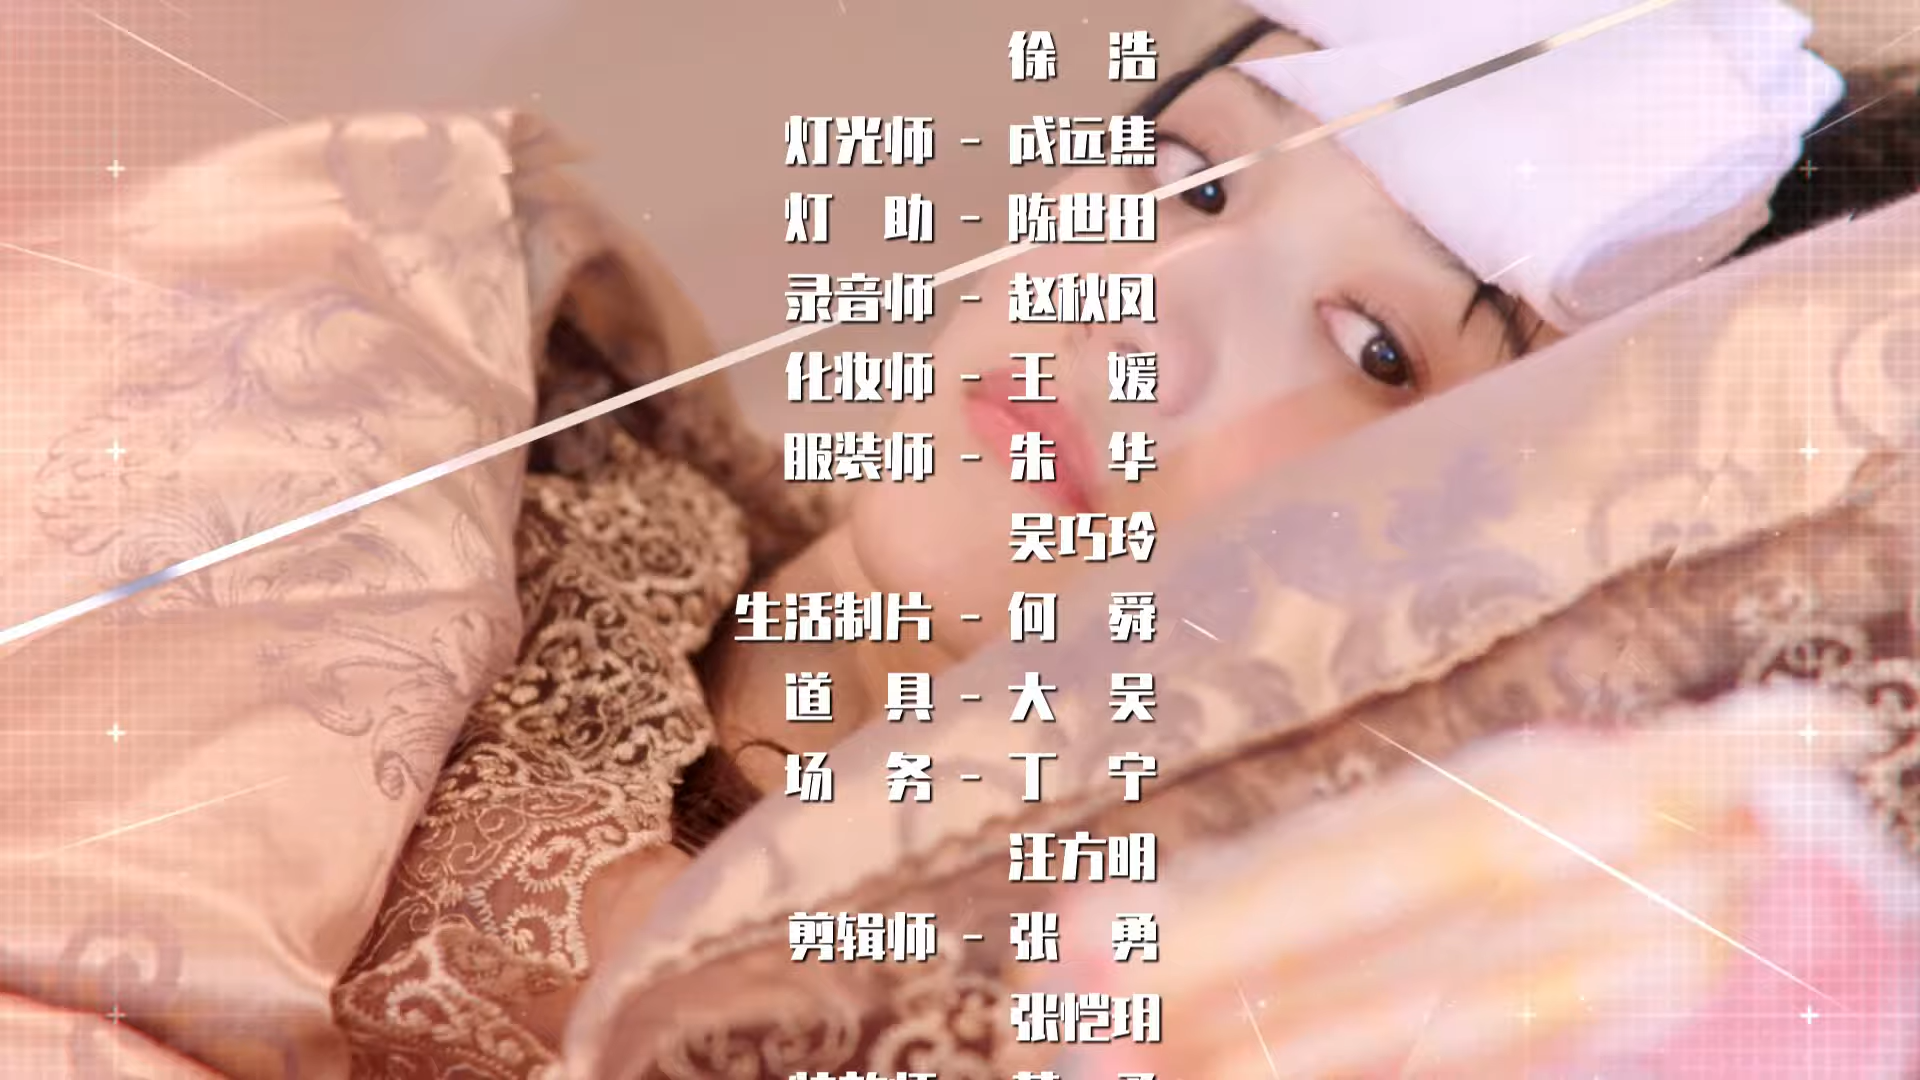 徐 浩
灯光师 - 成远焦
灯 助 - 陈世田
录音师 - 赵秋凤
化妆师 - 王 媛
服装师 - 朱 华
吴巧玲
生活制片 - 何 舜
道 具 - 大 吴
场 务 - 丁 宁
汪方明
剪辑师 - 张 勇
张恺玥